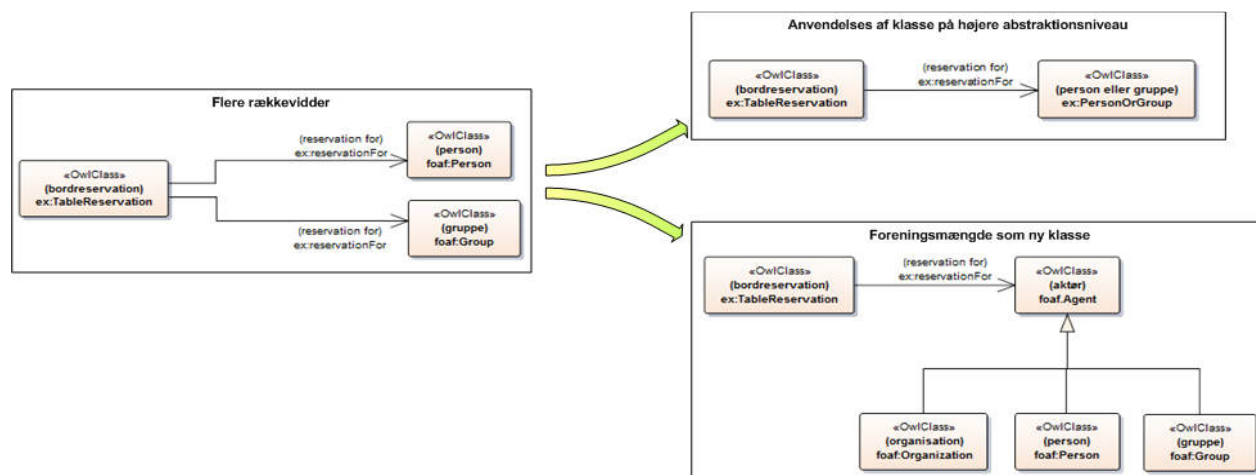 Flere rækkevidder
«OwlClass»
(bordreservation)
ex:TableReservation
(reservation for)
ex:reservationFor
«OwlClass»
(person)
foaf:Person
(reservation for)
ex:reservationFor
«OwlClass»
(gruppe)
foaf:Group
Anvendelses af klasse på højere abstraktionsniveau
«OwlClass»
(bordreservation)
ex:TableReservation
(reservation for)
ex:reservationFor
«OwlClass»
(person eller gruppe)
ex:PersonOrGroup
Foreningsmængde som ny klasse
«OwlClass»
(bordreservation)
ex:TableReservation
(reservation for)
ex:reservationFor
«OwlClass»
(aktør)
foaf:Agent
«OwlClass»
(organisation)
foaf:Organization
«OwlClass»
(person)
foaf:Person
«OwlClass»
(gruppe)
foaf:Group